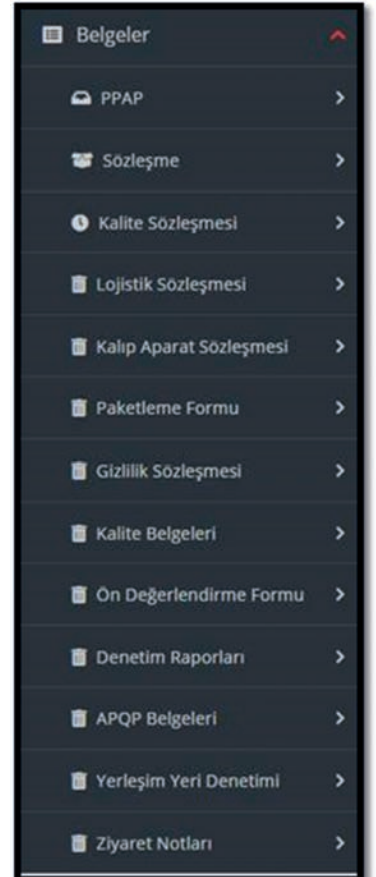 Belgeler
PPAP
Sözleşme
Kalite Sözleşmesi
Lojistik Sözleşmesi
Kalıp Aparat Sözleşmesi
Paketleme Formu
Gizlilik Sözleşmesi
Kalite Belgeleri
Ön Değerlendirme Formu
Denetim Raporları
APQP Belgeleri
Yerleşim Yeri Denetimi
Ziyaret Notları